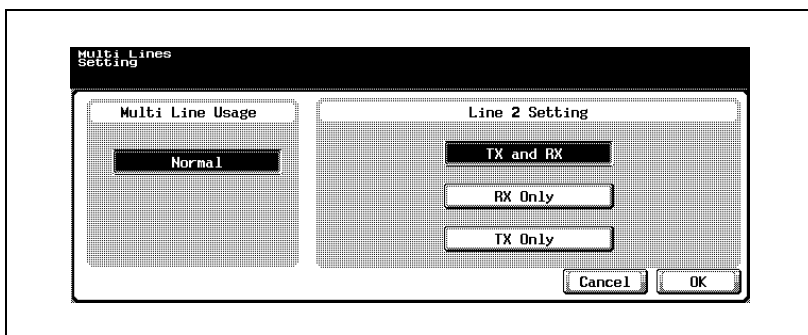 Multi Lines
Setting
Multi Line Usage
Line 2 Setting
Normal
TX and RX
RX Only
TX Only
Cancel
OK